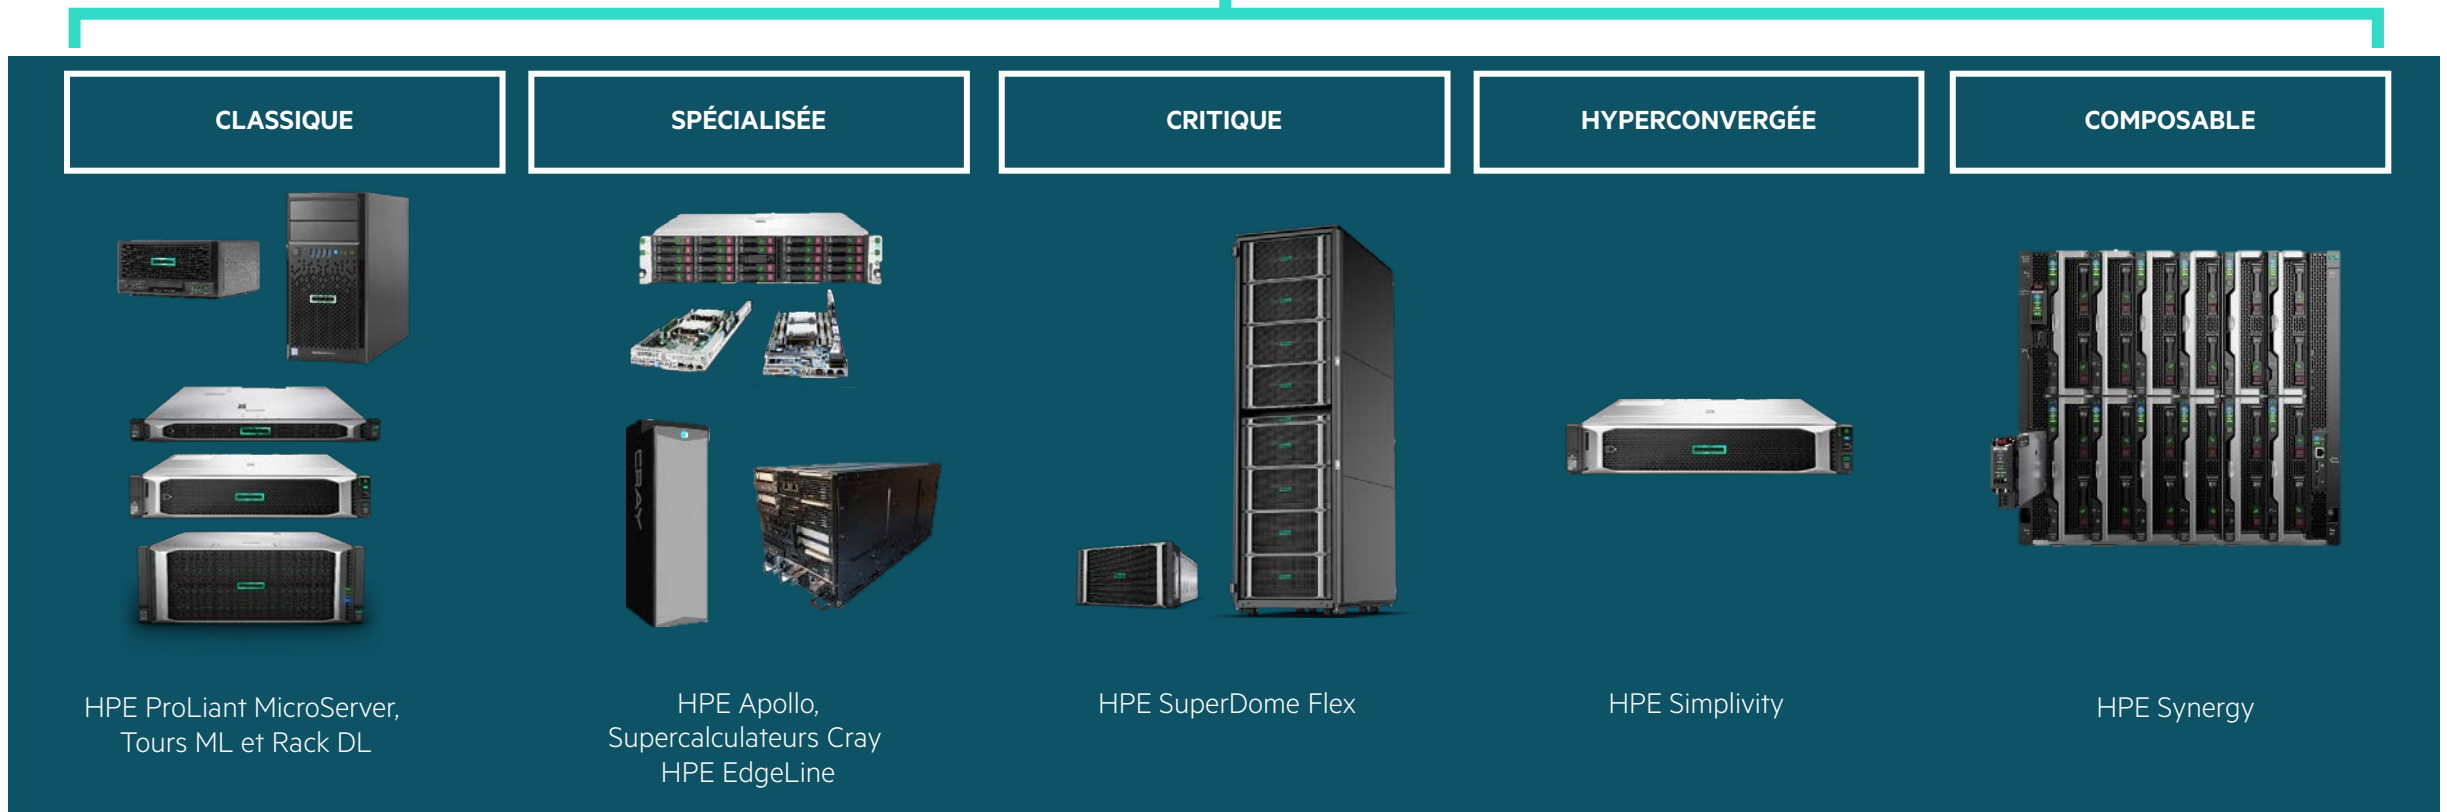 CLASSIQUE
SPÉCIALISÉE
CRITIQUE
HYPERCONVERGÉE
COMPOSABLE
CRAY
HPE ProLiant MicroServer,
Tours ML et Rack DL
HPE Apollo,
Supercalculateurs Cray
HPE EdgeLine
HPE SuperDome Flex
HPE Simplivity
HPE Synergy